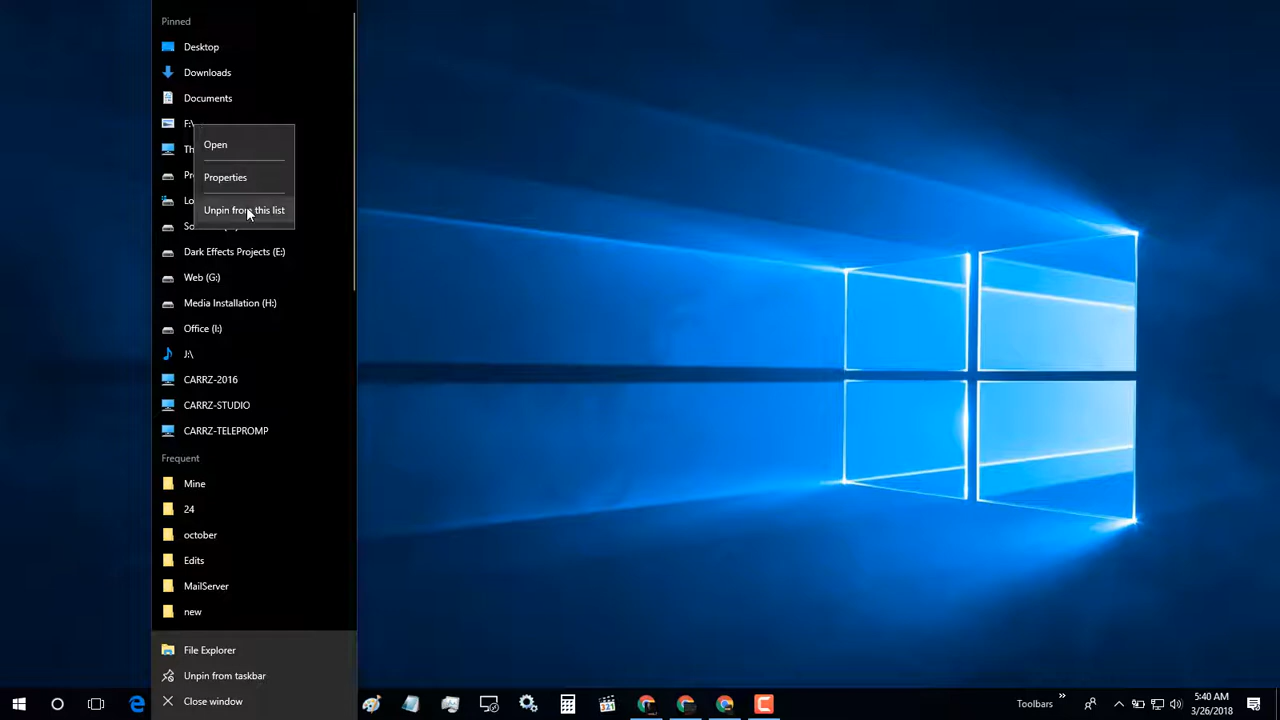 Pinned
Desktop
Downloads
Documents
F:\
Open
Properties
Unpin from this list
Dark Effects Projects (E:)
Web (G:)
Media Installation (H:)
Office (I:)
J:\
CARRZ-2016
CARRZ-STUDIO
CARRZ-TELEPROMP
Frequent
Mine
24
october
Edits
MailServer
new
File Explorer
Unpin from taskbar
Close window
Toolbars
5:40 AM
3/26/2018